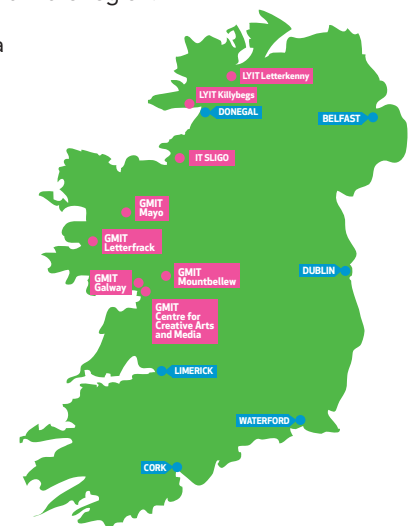 LYIT Letterkenny
LYIT Killybegs
DONEGAL
BELFAST
IT SLIGO
GMIT
Mayo
GMIT
Letterfrack
GMIT
Galway
GMIT
Mountbellew
DUBLIN
GMIT
Centre for
Creative Arts
and Media
LIMERICK
WATERFORD
CORK